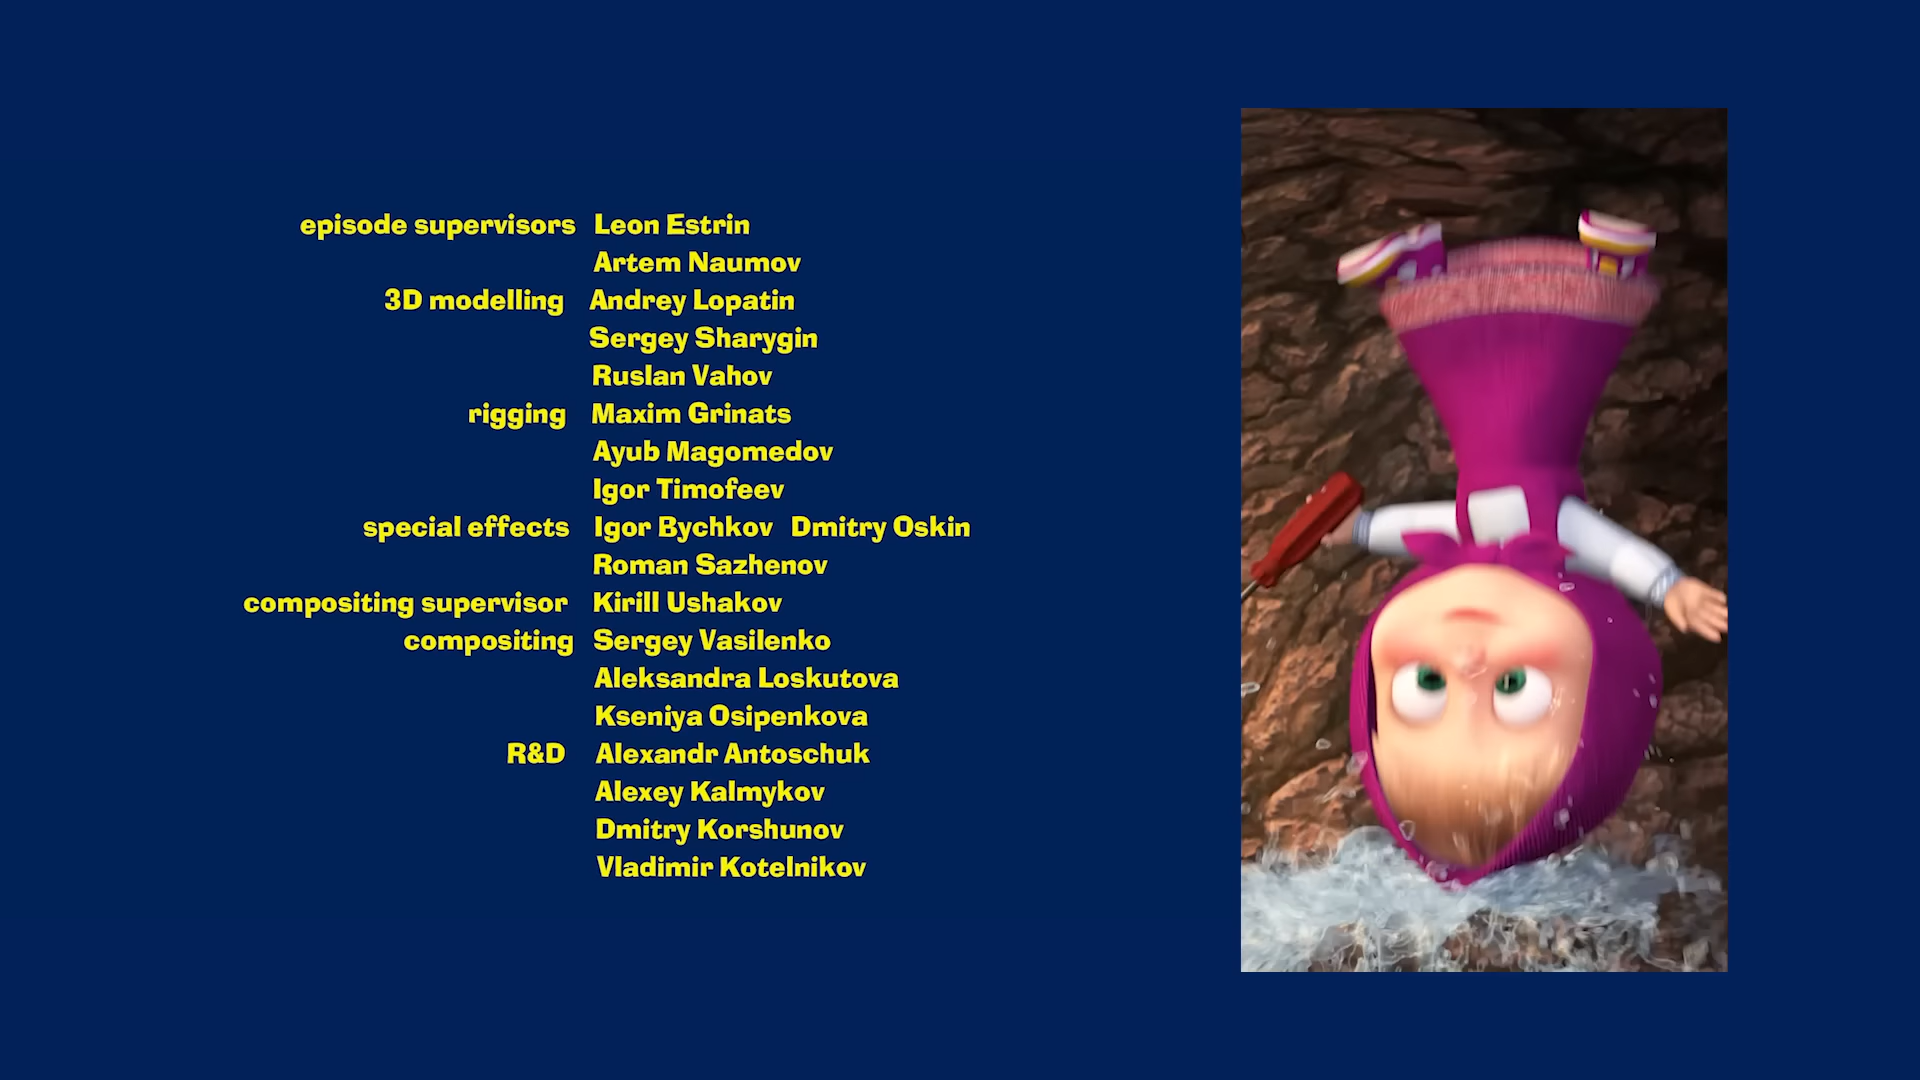 episode supervisors Leon Estrin
Artem Naumov
3D modelling Andrey Lopatin
Sergey Sharygin
Ruslan Vahov
rigging Maxim Grinats
Ayub Magomedov
Igor Timofeev
special effects Igor Bychkov Dmitry Oskin
Roman Sazhenov
compositing supervisor Kirill Ushakov
compositing Sergey Vasilenko
Aleksandra Loskutova
Kseniya Osipenkova
R&D Alexandr Antoschuk
Alexey Kalmykov
Dmitry Korshunov
Vladimir Kotelnikov